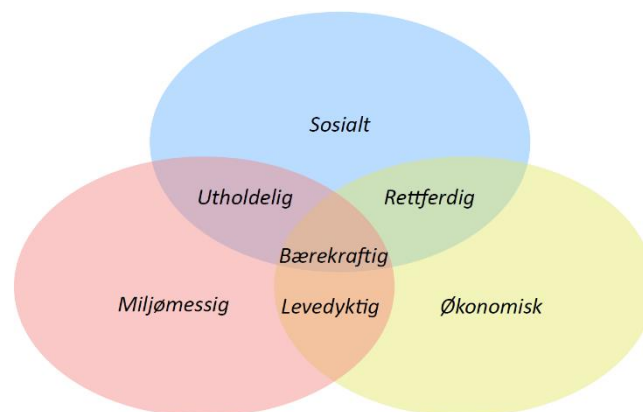 Sosialt
Utholdelig Rettferdig
Bærekraftig
Miljømessig Levedyktig Økonomisk